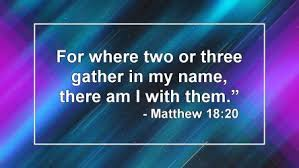 For where two or three
gather in my name,
there am I with them.”
- Matthew 18:20